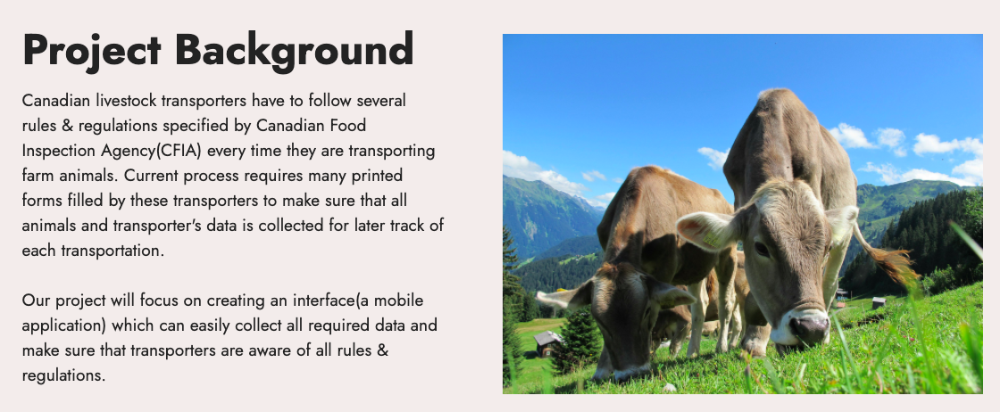 Project Background
Canadian livestock transporters have to follow several
rules & regulations specified by Canadian Food
Inspection Agency(CFIA) every time they are transporting
farm animals. Current process requires many printed
forms filled by these transporters to make sure that all
animals and transporter's data is collected for later track of
each transportation.
Our project will focus on creating an interface(a mobile
application) which can easily collect all required data and
make sure that transporters are aware of all rules &
regulations.